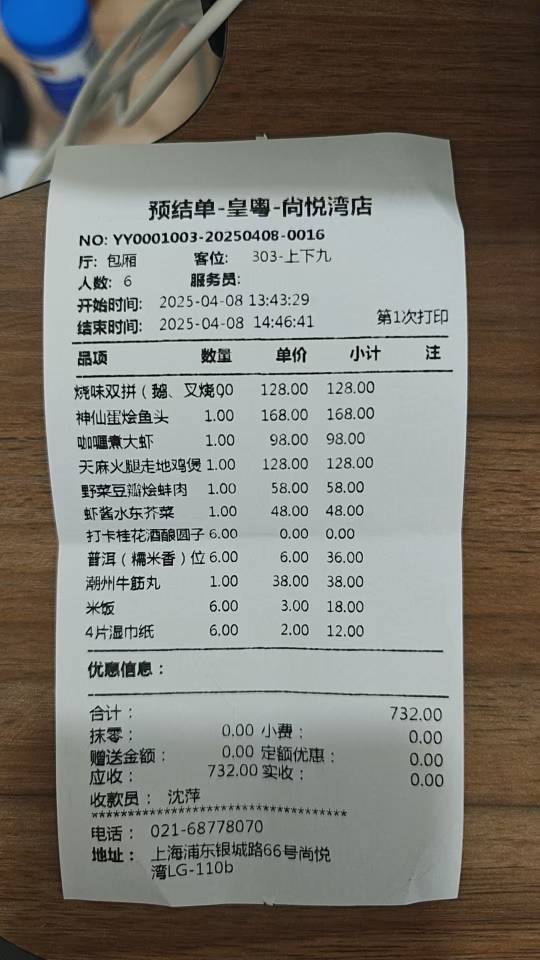 预结单-皇粤-尚悦湾店
NO: YY0001003-20250408-0016
厅: 包厢 客位: 303-上下九
人数: 6 服务员:
开始时间: 2025-04-08 13:43:29
结束时间: 2025-04-08 14:46:41 第1次打印
品项 数量 单价 小计 注
烧味双拼（鹅、叉烧 128.00 128.00
神仙蛋烩鱼头 1.00 168.00 168.00
咖喱煮大虾 1.00 98.00 98.00
天麻火腿走地鸡煲 1.00 128.00 128.00
野菜豆瓣烩蚌肉 1.00 58.00 58.00
虾酱水东芥菜 1.00 48.00 48.00
打卡桂花酒酿圆子 6.00 0.00 0.00
普洱（糯米香）位 6.00 6.00 36.00
潮州牛筋丸 1.00 38.00 38.00
米饭 6.00 3.00 18.00
4片湿巾纸 6.00 2.00 12.00
优惠信息：
合计： 732.00
抹零： 0.00 小费： 0.00
赠送金额： 0.00 定额优惠： 0.00
应收： 732.00 实收： 0.00
收款员： 沈萍
************************************
电话： 021-68778070
地址： 上海浦东银城路66号尚悦
湾LG-110b